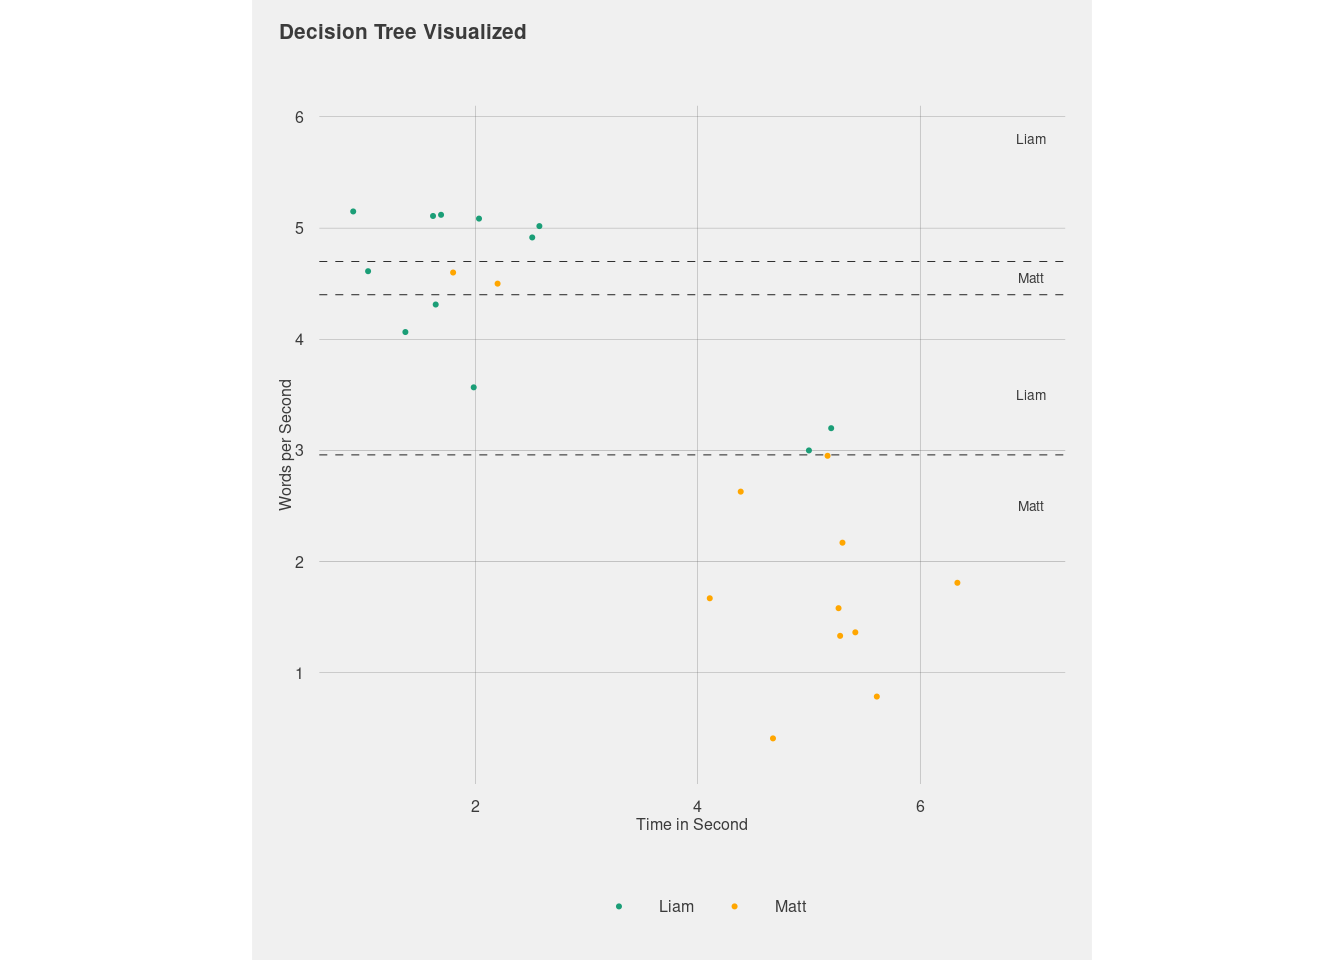 Decision Tree Visualized
6
Liam
5
Matt
4
Liam
Words per Second
3
Matt
2
1
2 4 6
Time in Second
Liam Matt